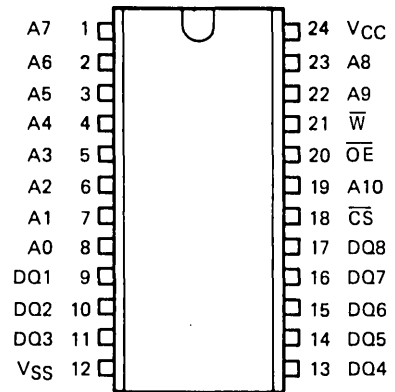 A7 1 24 VCC
A6 2 23 A8
A5 3 22 A9
A4 4 21 W̅
A3 5 20 O̅E̅
A2 6 19 A10
A1 7 18 C̅S̅
A0 8 17 DQ8
DQ1 9 16 DQ7
DQ2 10 15 DQ6
DQ3 11 14 DQ5
VSS 12 13 DQ4